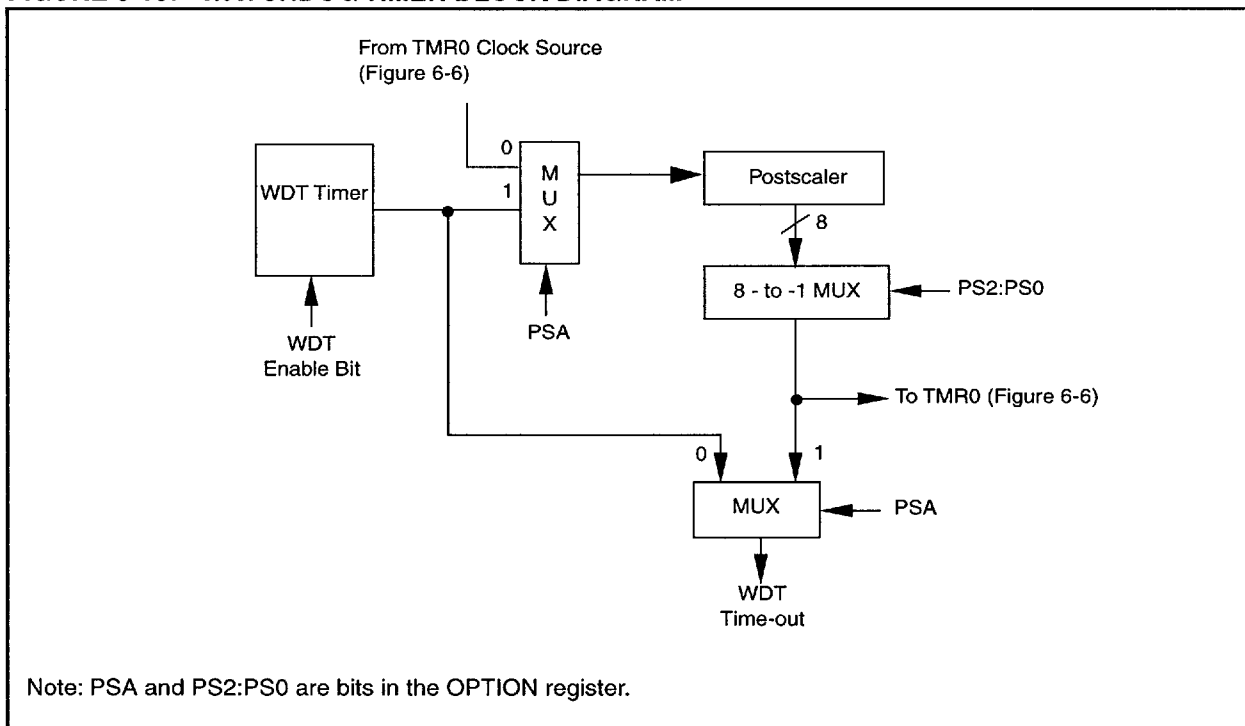 From TMR0 Clock Source
(Figure 6-6)
0
1
M
U
X
WDT Timer
Postscaler
8
8 - to -1 MUX
PS2:PS0
PSA
WDT
Enable Bit
To TMR0 (Figure 6-6)
0
1
MUX
PSA
WDT
Time-out
Note: PSA and PS2:PS0 are bits in the OPTION register.